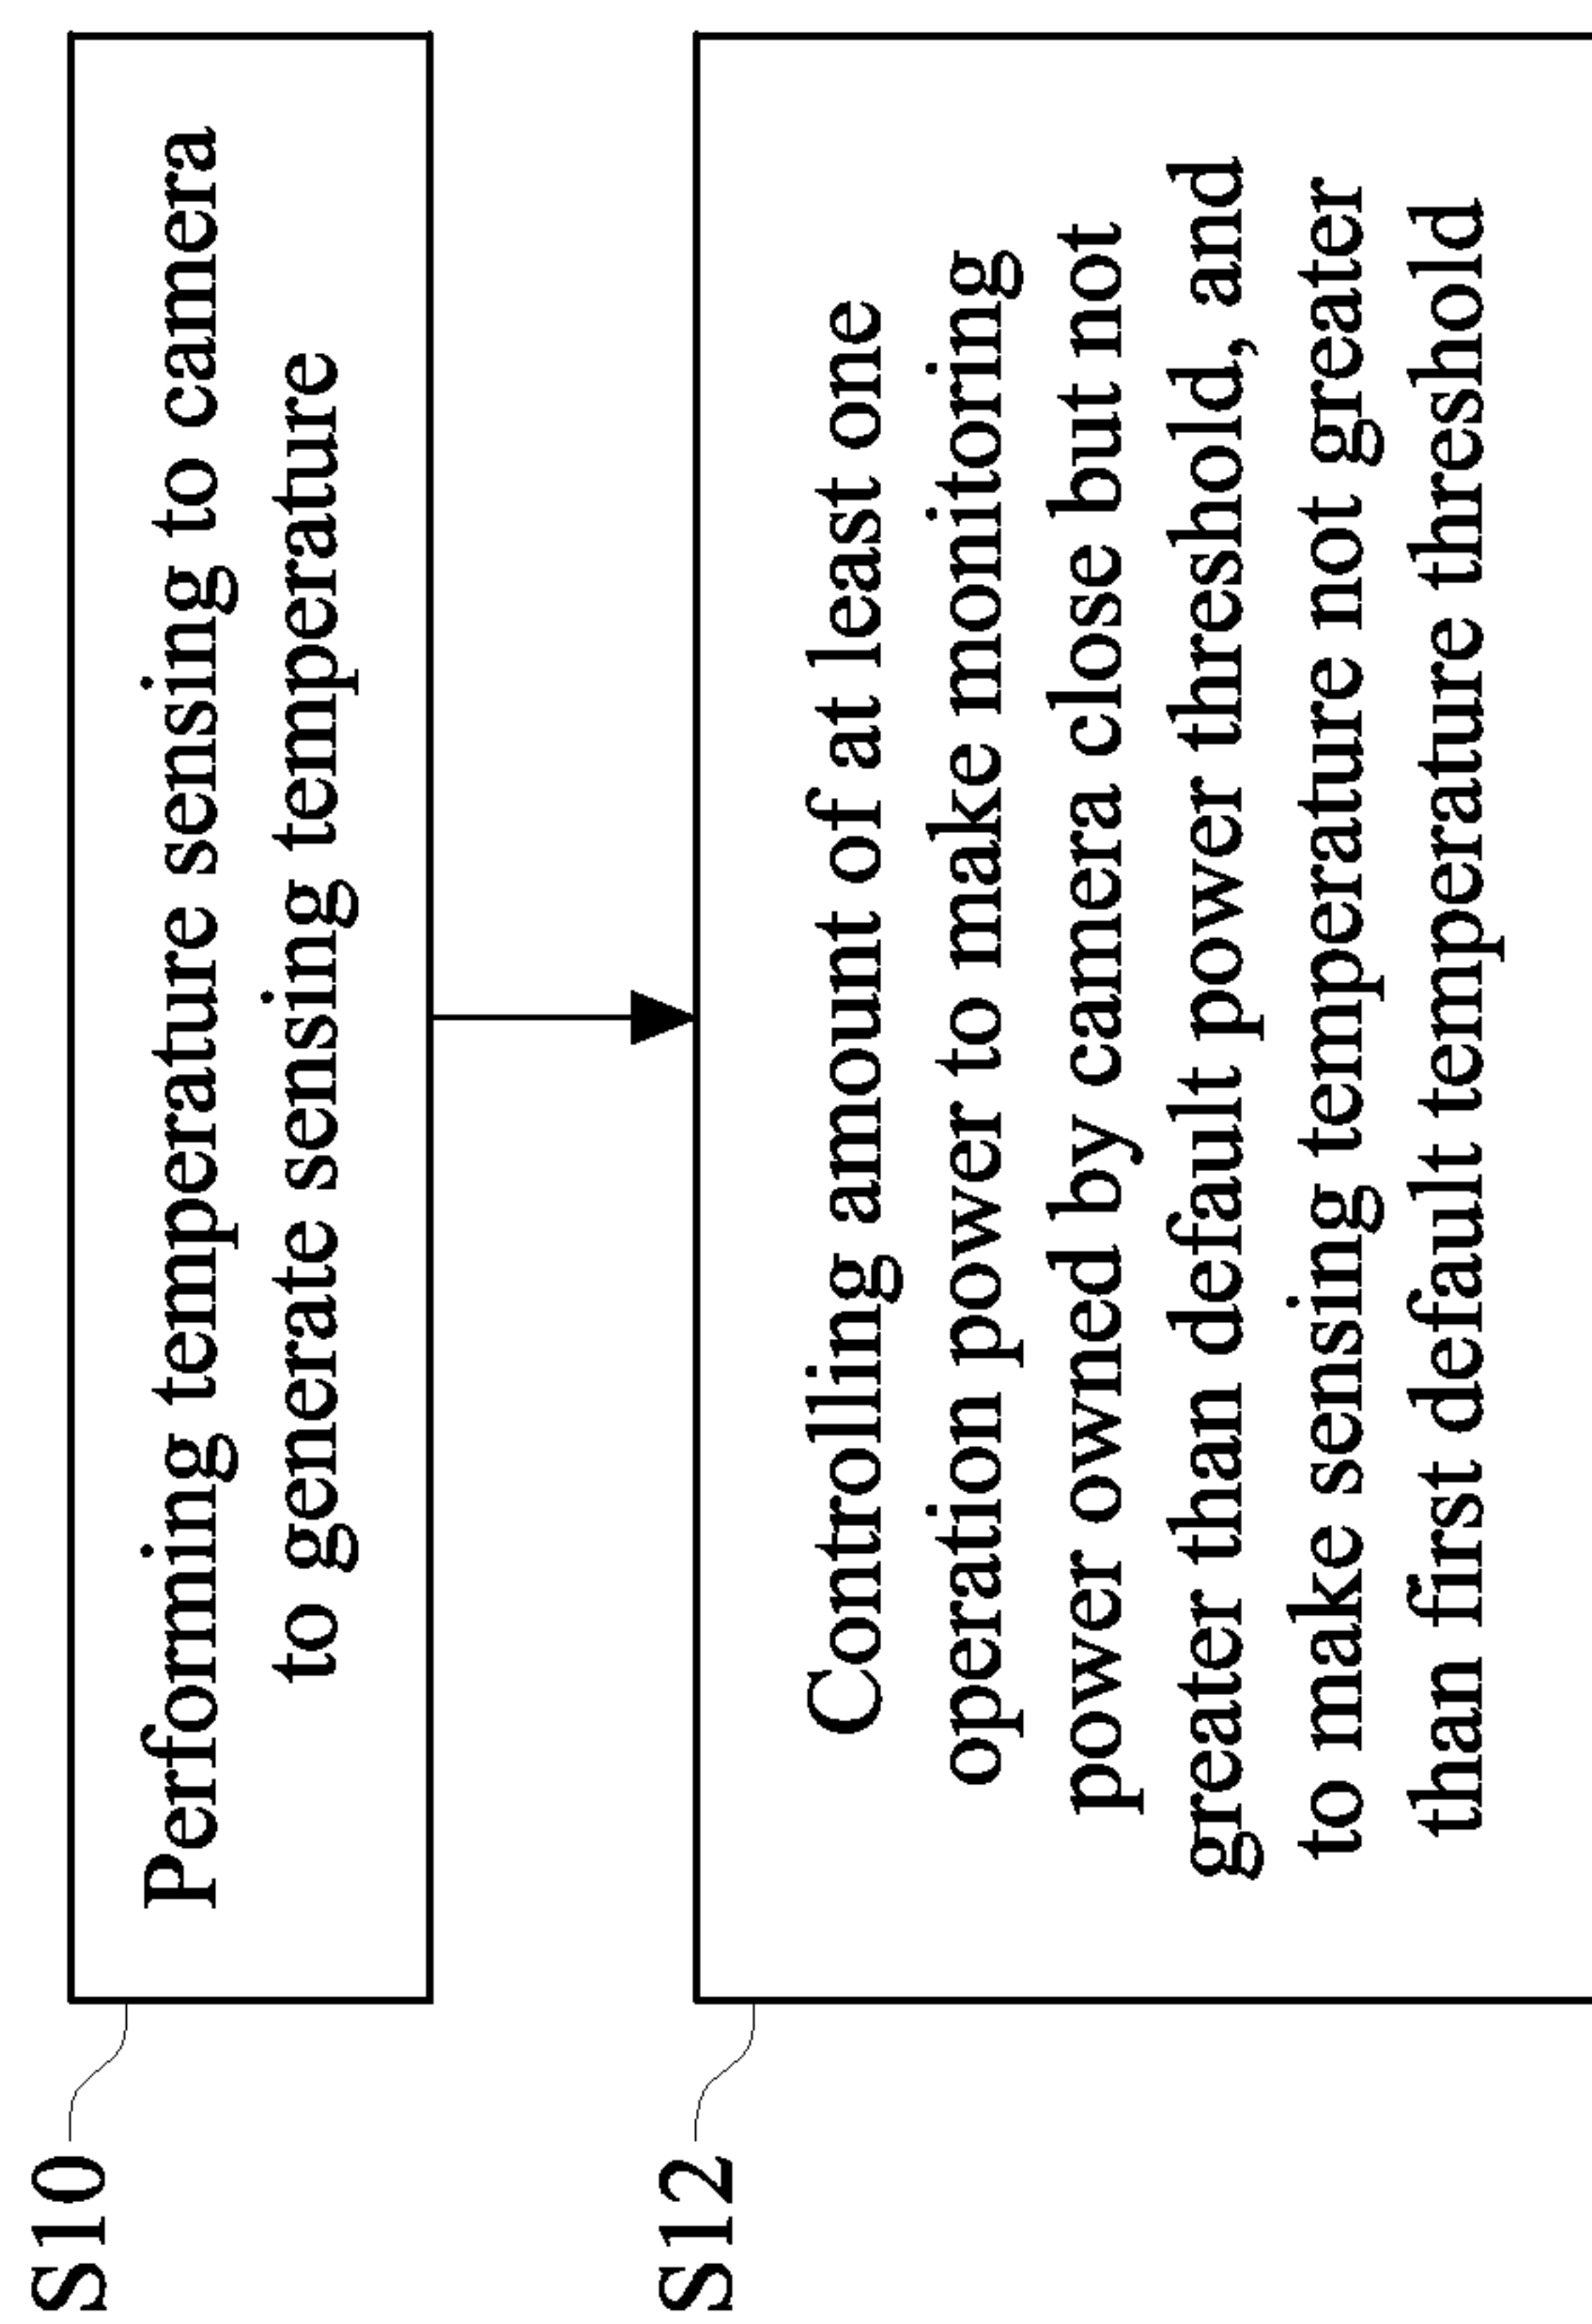 S10
Performing temperature sensing to camera
to generate sensing temperature
S12
Controlling amount of at least one
operation power to make monitoring
power owned by camera close but not
greater than default power threshold, and
to make sensing temperature not greater
than first default temperature threshold